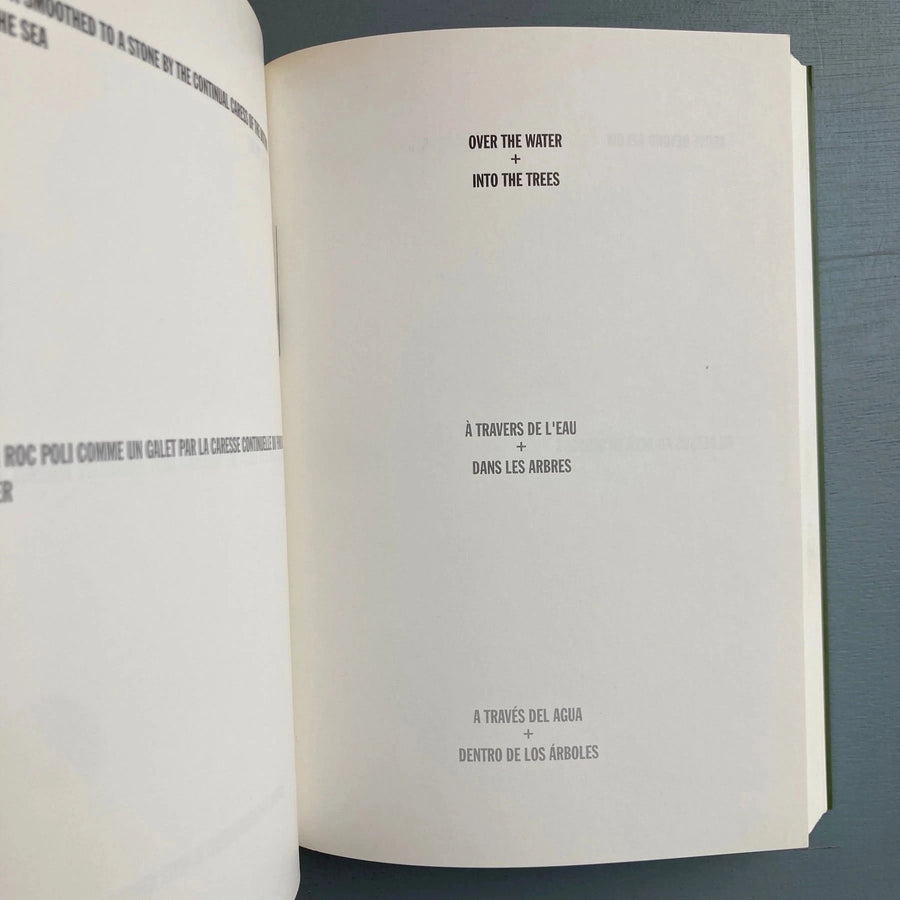 SMOOTHED TO A STONE BY THE CONTINUAL CARESS OF THE
HE SEA
ROC POLI COMME UN GALET PAR LA CARESSE CONTINUELLE
ER
OVER THE WATER
+
INTO THE TREES
À TRAVERS DE L'EAU
+
DANS LES ARBRES
A TRAVÉS DEL AGUA
+
DENTRO DE LOS ÁRBOLES